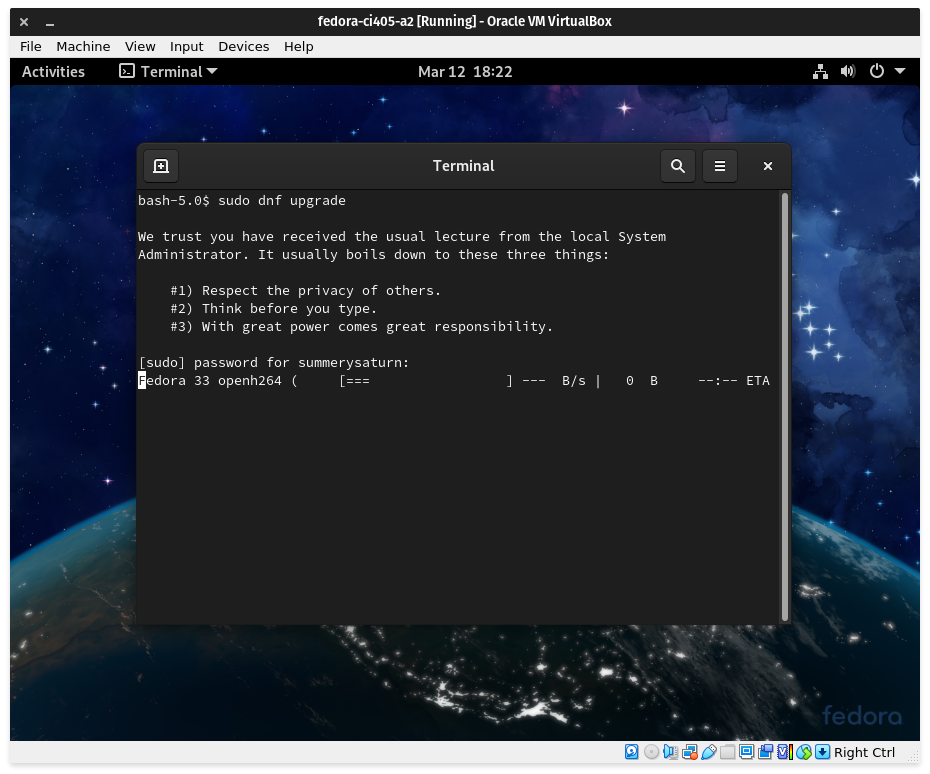 fedora-ci405-a2 [Running] - Oracle VM VirtualBox
File Machine View Input Devices Help
Activities Terminal Mar 12 18:22
Terminal
bash-5.0$ sudo dnf upgrade
We trust you have received the usual lecture from the local System
Administrator. It usually boils down to these three things:
#1) Respect the privacy of others.
#2) Think before you type.
#3) With great power comes great responsibility.
[sudo] password for summerysaturn:
Fedora 33 openh264 (     [===                 ] ---  B/s |   0  B     --:-- ETA
fedora
Right Ctrl